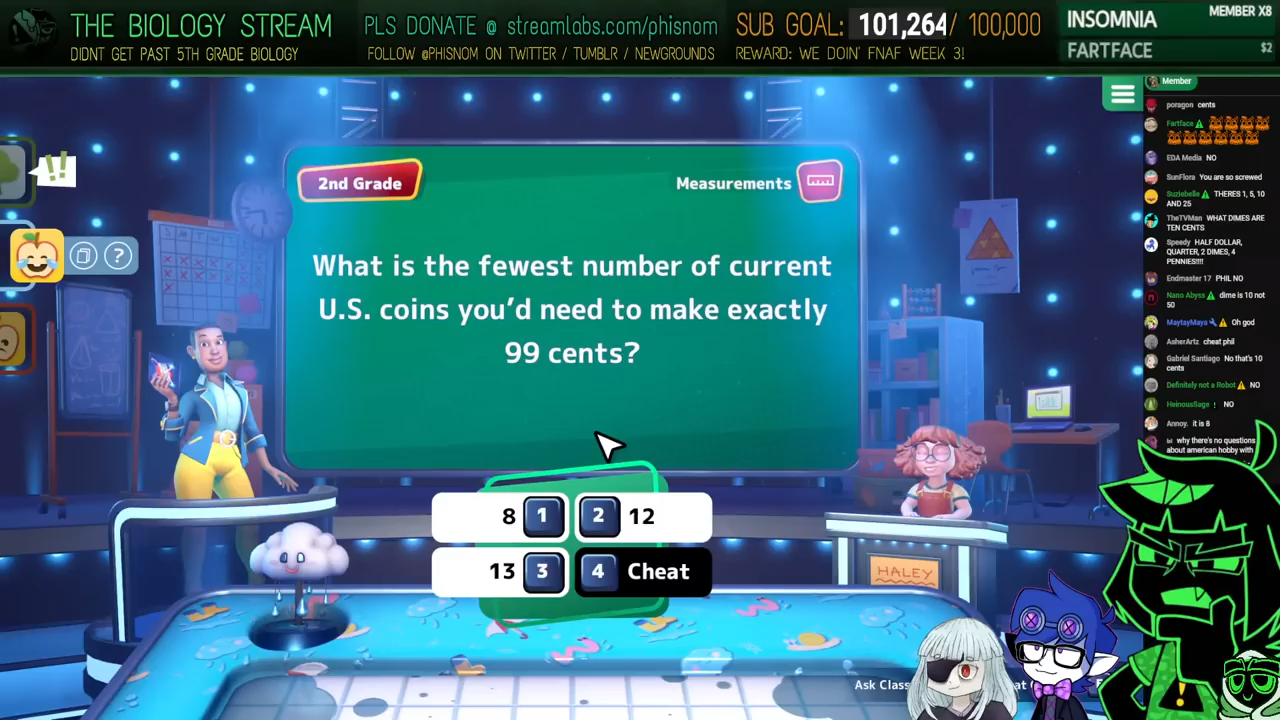 THE BIOLOGY STREAM
DIDNT GET PAST 5TH GRADE BIOLOGY
PLS DONATE @ streamlabs.com/phisnom
FOLLOW @PHISNOM ON TWITTER / TUMBLR / NEWGROUNDS
SUB GOAL: 101,264/ 100,000
REWARD: WE DOIN' FNAF WEEK 3!
INSOMNIA
MEMBER X8
FARTFACE
$2
!!
?
2nd Grade
Measurements
What is the fewest number of current
U.S. coins you'd need to make exactly
99 cents?
8 1
2 12
13 3
4 Cheat
HALEY
Ask Class
Member
poragon cents
Fartface
EDA Media NO
SunFlora You are so screwed
Suziebelle THERES 1, 5, 10
AND 25
TheTVMan WHAT DIMES ARE
TEN CENTS
Speedy HALF DOLLAR,
QUARTER, 2 DIMES, 4
PENNIES!!!!
Endmaster 17 PHIL NO
Nano Abyss dime is 10 not
50
MaytayMaya Oh god
AsherArtz cheat phil
Gabriel Santiago No that's 10
cents
Definitely not a Robot NO
HeinousSage ! NO
Annoy. it is 8
why there's no questions
about american hobby with